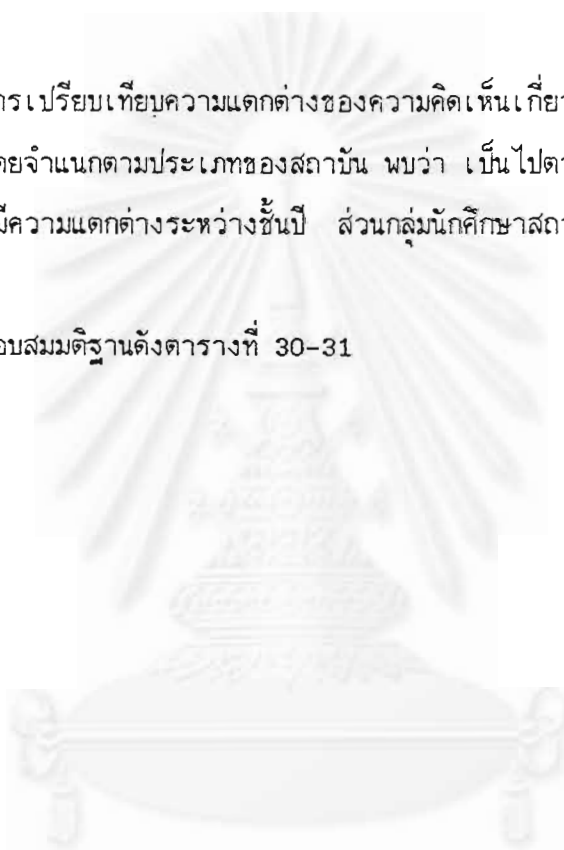 ารเปรียบเทียบความแตกต่างของความคิดเห็นเกี่ย
ดยจำแนกตามประเภทของสถาบัน พบว่า เป็นไปตา
มีความแตกต่างระหว่างชั้นปี ส่วนกลุ่มนักศึกษาสถา
อบสมมติฐานดังตารางที่ 30-31